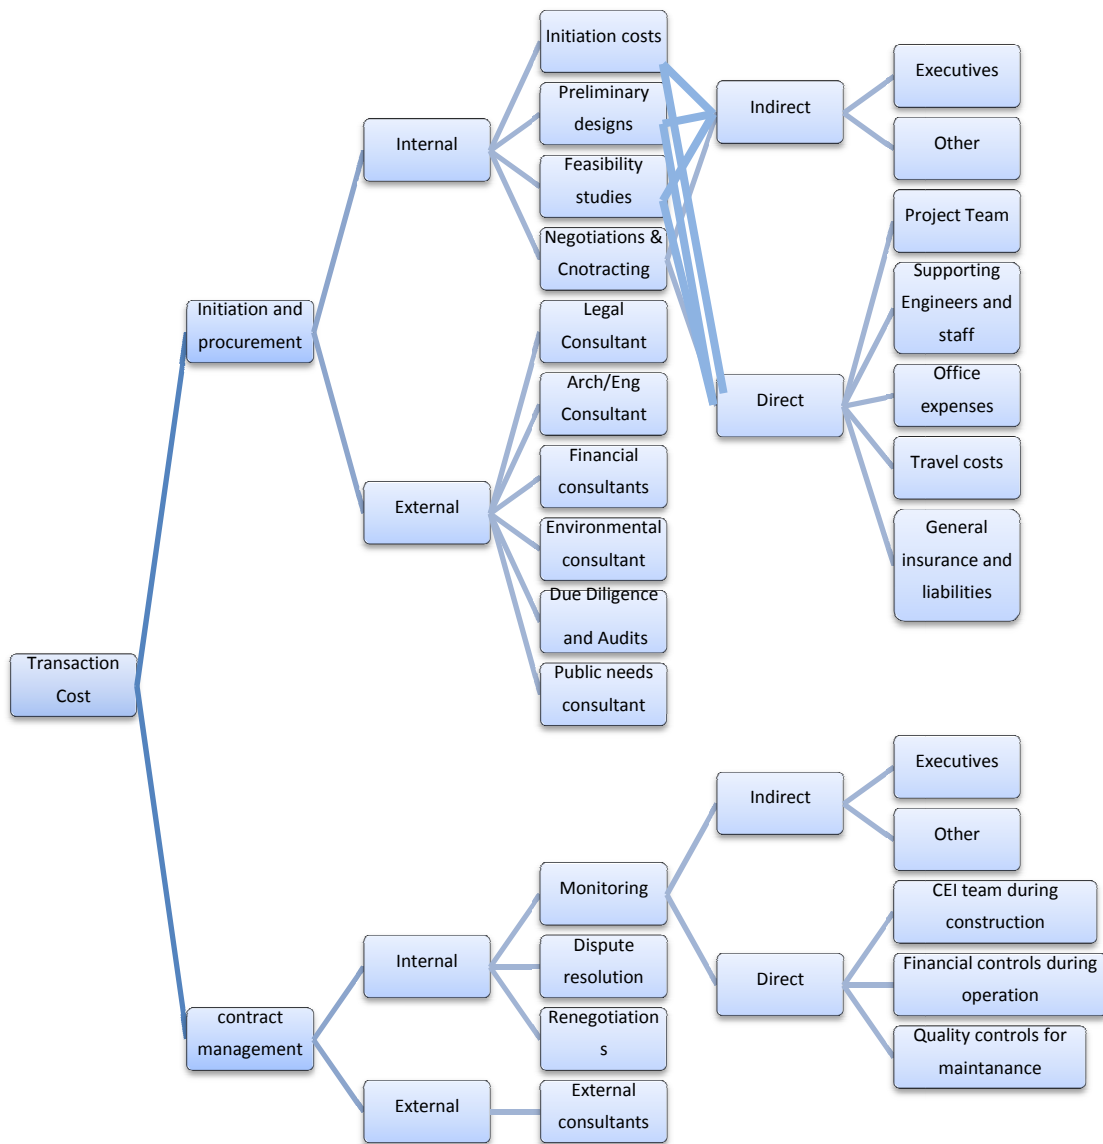 Initiation costs
Preliminary
designs
Feasibility
studies
Negotiations &
Cnotracting
Internal
Indirect
Executives
Other
Project Team
Supporting
Engineers and
staff
Office
expenses
Travel costs
General
insurance and
liabilities
Direct
Initiation and
procurement
External
Legal
Consultant
Arch/Eng
Consultant
Financial
consultants
Environmental
consultant
Due Diligence
and Audits
Public needs
consultant
Transaction
Cost
contract
management
Internal
Monitoring
Dispute
resolution
Renegotiation
s
Indirect
Executives
Other
Direct
CEI team during
construction
Financial controls during
operation
Quality controls for
maintanance
External
External
consultants